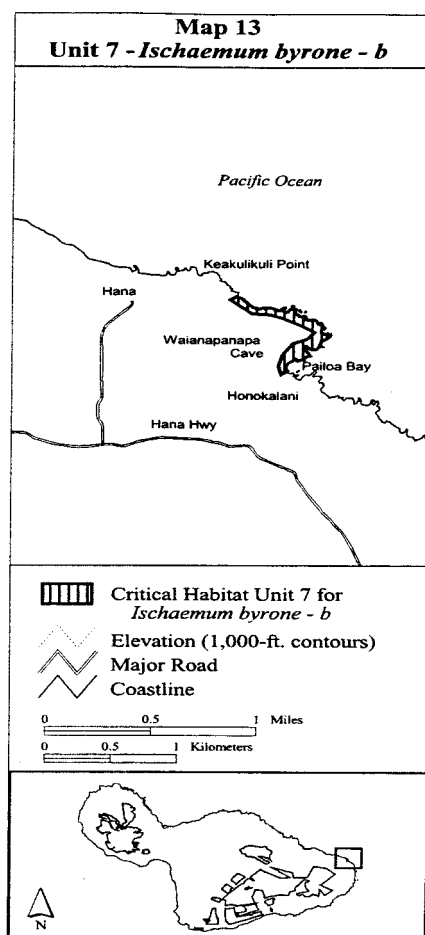 Map 13
Unit 7 - Ischaemum byrone - b
Pacific Ocean
Keakulikuli Point
Hana
Waianapanapa
Cave
Pailoa Bay
Honokalani
Hana Hwy
Critical Habitat Unit 7 for
Ischaemum byrone - b
Elevation (1,000-ft. contours)
Major Road
Coastline
0 0.5 1 Miles
0 0.5 1 Kilometers
N